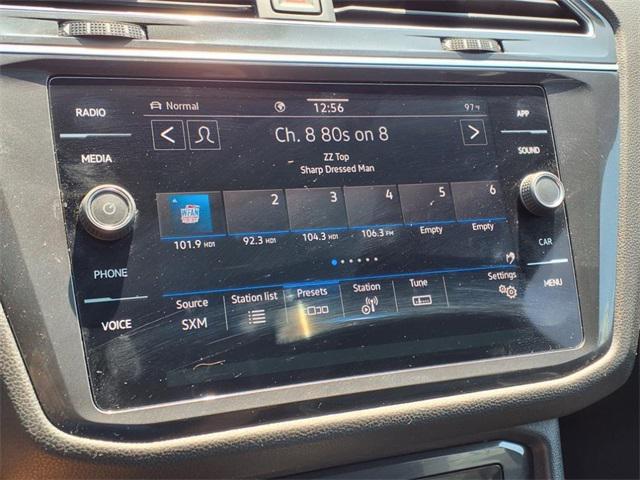 RADIO
Normal
12:56
97°F
APP
Ch. 8 80s on 8
MEDIA
ZZ Top
SOUND
Sharp Dressed Man
2
3
4
5
6
WFAN
101.9 HD1
92.3 HD1
104.3 HD1
106.3 FM
Empty
Empty
CAR
PHONE
Settings
MENU
Source
Station list
Presets
Station
Tune
VOICE
SXM